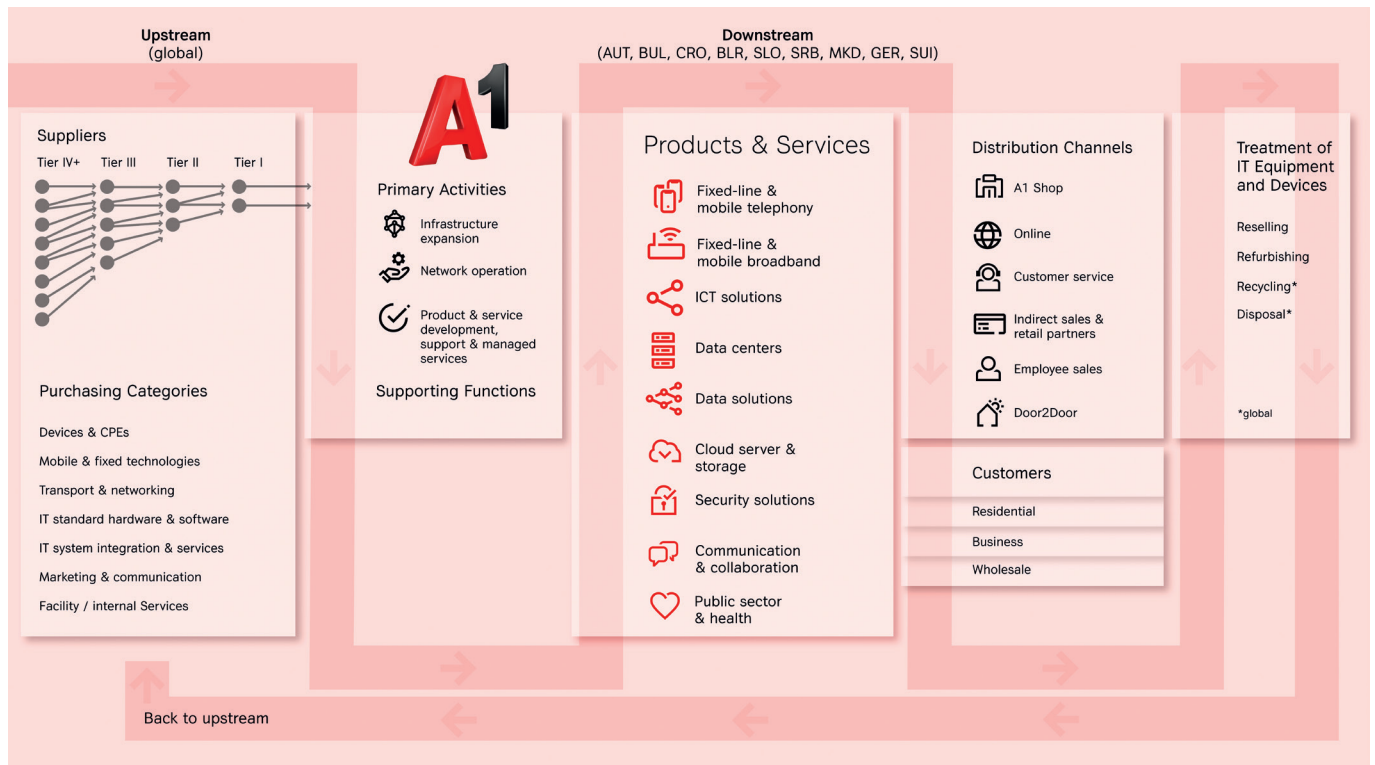 Upstream
(global)
Downstream
(AUT, BUL, CRO, BLR, SLO, SRB, MKD, GER, SUI)
Suppliers
Tier IV+
Tier III
Tier II
Tier I
Purchasing Categories
Devices & CPEs
Mobile & fixed technologies
Transport & networking
IT standard hardware & software
IT system integration & services
Marketing & communication
Facility / internal Services
A1
Primary Activities
Infrastructure
expansion
Network operation
Product & service
development,
support & managed
services
Supporting Functions
Products & Services
Fixed-line &
mobile telephony
Fixed-line &
mobile broadband
ICT solutions
Data centers
Data solutions
Cloud server &
storage
Security solutions
Communication
& collaboration
Public sector
& health
Distribution Channels
A1 Shop
Online
Customer service
Indirect sales &
retail partners
Employee sales
Door2Door
Customers
Residential
Business
Wholesale
Treatment of
IT Equipment
and Devices
Reselling
Refurbishing
Recycling*
Disposal*
*global
Back to upstream